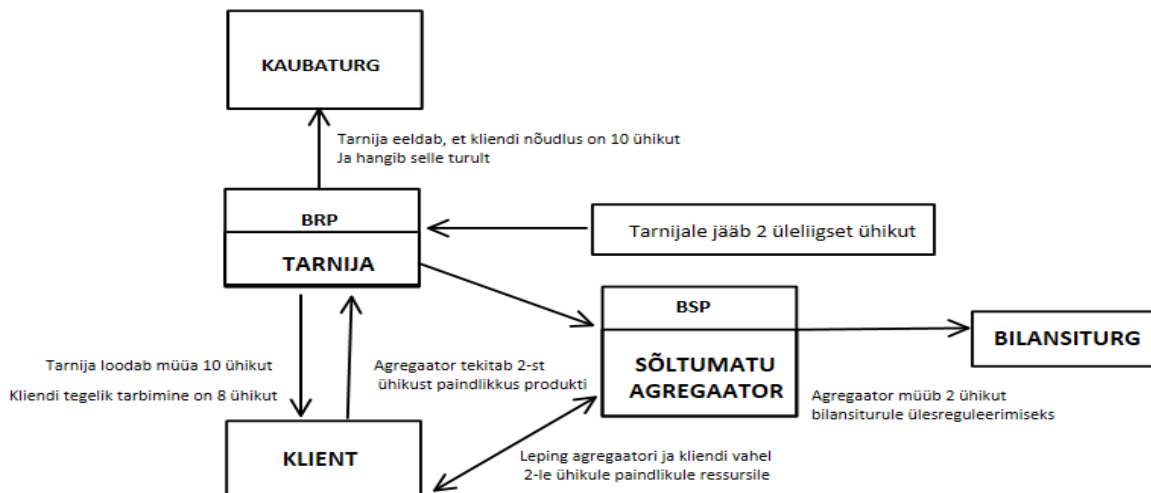 KAUBATURG
Tarnija eeldab, et kliendi nõudlus on 10 ühikut
Ja hangib selle turult
BRP
TARNIJA
Tarnijale jääb 2 üleliigset ühikut
BSP
SÕLTUMATU
AGREGAATOR
BILANSITURG
Tarnija loodab müüa 10 ühikut
Kliendi tegelik tarbimine on 8 ühikut
Agregaator tekitab 2-st
ühikust paindlikkus produkti
Agregaator müüb 2 ühikut
bilansiturule ülesreguleerimiseks
KLIENT
Leping agregaatori ja kliendi vahel
2-le ühikule paindlikule ressursile